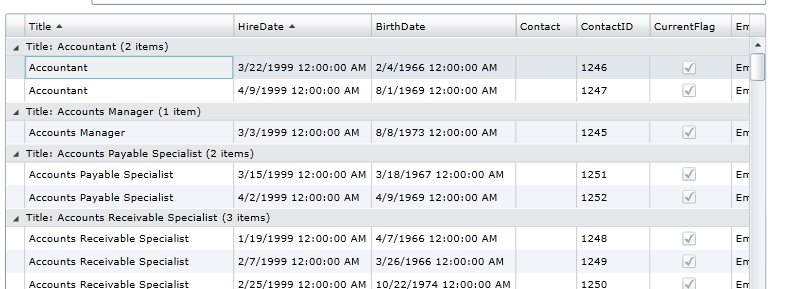 Title HireDate BirthDate Contact ContactID CurrentFlag Em
Title: Accountant (2 items)
Accountant 3/22/1999 12:00:00 AM 2/4/1966 12:00:00 AM 1246
Accountant 4/9/1999 12:00:00 AM 8/1/1969 12:00:00 AM 1247
Title: Accounts Manager (1 item)
Accounts Manager 3/3/1999 12:00:00 AM 8/8/1973 12:00:00 AM 1245
Title: Accounts Payable Specialist (2 items)
Accounts Payable Specialist 3/15/1999 12:00:00 AM 3/18/1967 12:00:00 AM 1251
Accounts Payable Specialist 4/2/1999 12:00:00 AM 4/9/1969 12:00:00 AM 1252
Title: Accounts Receivable Specialist (3 items)
Accounts Receivable Specialist 1/19/1999 12:00:00 AM 4/7/1966 12:00:00 AM 1248 Em
Accounts Receivable Specialist 2/7/1999 12:00:00 AM 3/26/1966 12:00:00 AM 1249 Em
Accounts Receivable Specialist 2/25/1999 12:00:00 AM 10/22/1974 12:00:00 AM 1250 Em